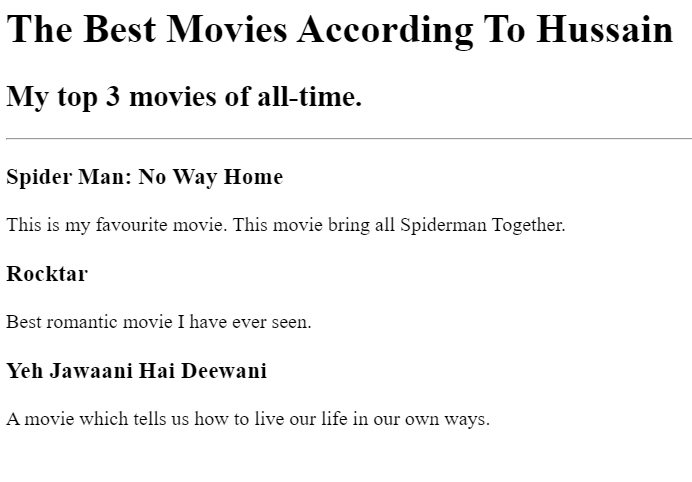 The Best Movies According To Hussain
My top 3 movies of all-time.
Spider Man: No Way Home
This is my favourite movie. This movie bring all Spiderman Together.
Rocktar
Best romantic movie I have ever seen.
Yeh Jawaani Hai Deewani
A movie which tells us how to live our life in our own ways.